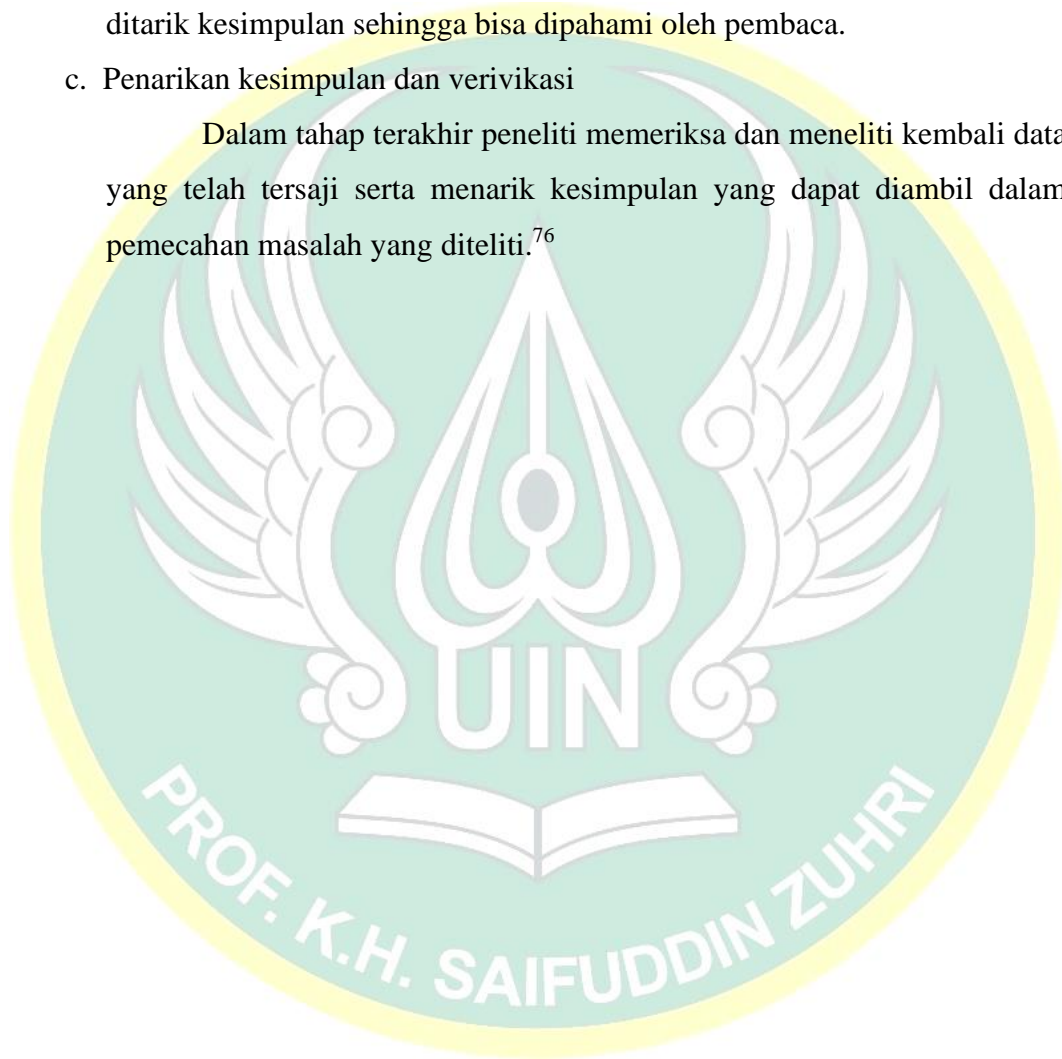 ditarik kesimpulan sehingga bisa dipahami oleh pembaca.
c. Penarikan kesimpulan dan verivikasi
Dalam tahap terakhir peneliti memeriksa dan meneliti kembali data
yang telah tersaji serta menarik kesimpulan yang dapat diambil dalam
pemecahan masalah yang diteliti.76
UIN
PROF. K.H. SAIFUDDIN ZUHRI